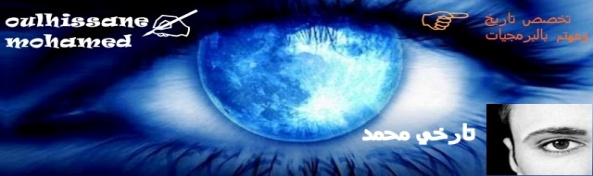 oulhissane
mohamed
تخصص تاريخ
ومهتم بالبرمجيات
تارخي محمد